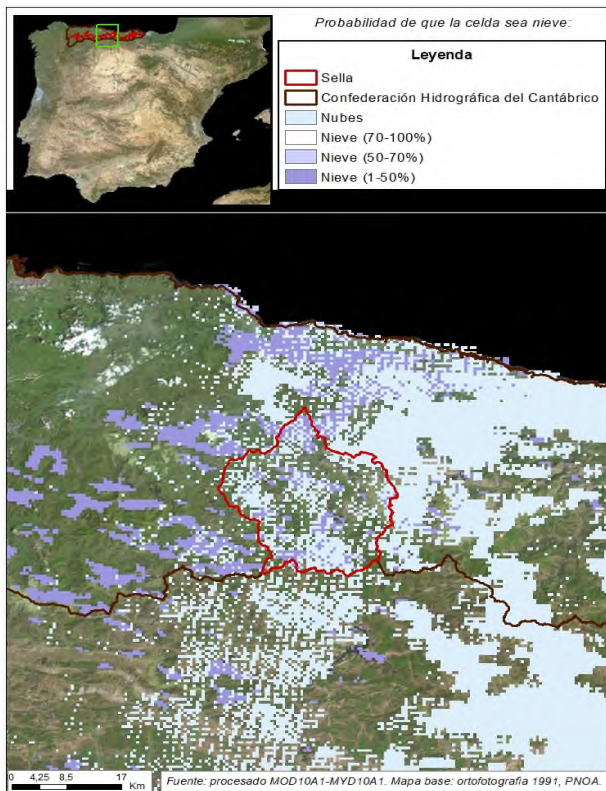 Probabilidad de que la celda sea nieve:
Leyenda
Sella
Confederación Hidrográfica del Cantábrico
Nubes
Nieve (70-100%)
Nieve (50-70%)
Nieve (1-50%)
0 4,25 8,5 17
Km
Fuente: procesado MOD10A1-MYD10A1. Mapa base: ortofotografia 1991, PNOA.